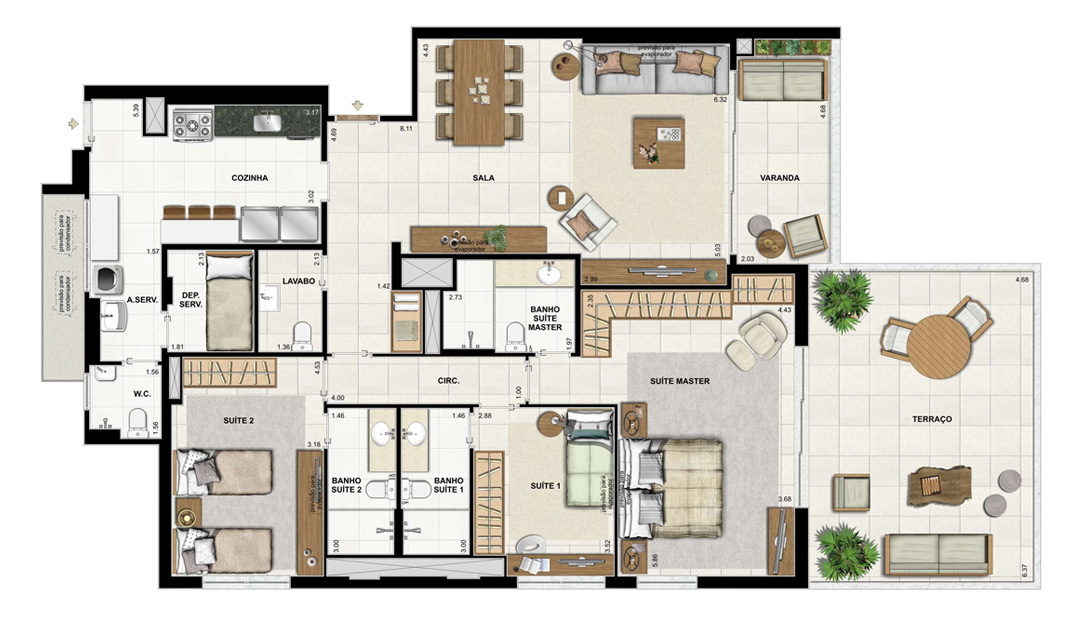 4.43
previsão para
evaporador
6.32
4.68
5.39
3.17
4.69
8.11
COZINHA
3.02
SALA
VARANDA
previsão para
condensador
previsão para
evaporador
5.03
2.03
1.57
2.13
2.13
2.99
previsão para
condensador
LAVABO
1.42
2.73
2.35
4.43
4.68
DEP.
SERV.
A.SERV.
BANHO
SUÍTE
MASTER
1.81
1.36
1.97
1.56
4.53
CIRC.
SUÍTE MASTER
W.C.
4.00
1.00
1.56
SUÍTE 2
1.46
1.46
2.88
TERRAÇO
3.18
BANHO
SUÍTE 2
BANHO
SUÍTE 1
SUÍTE 1
previsão para
evaporador
previsão para
evaporador
previsão para
evaporador
3.68
3.00
3.00
3.52
5.86
6.37